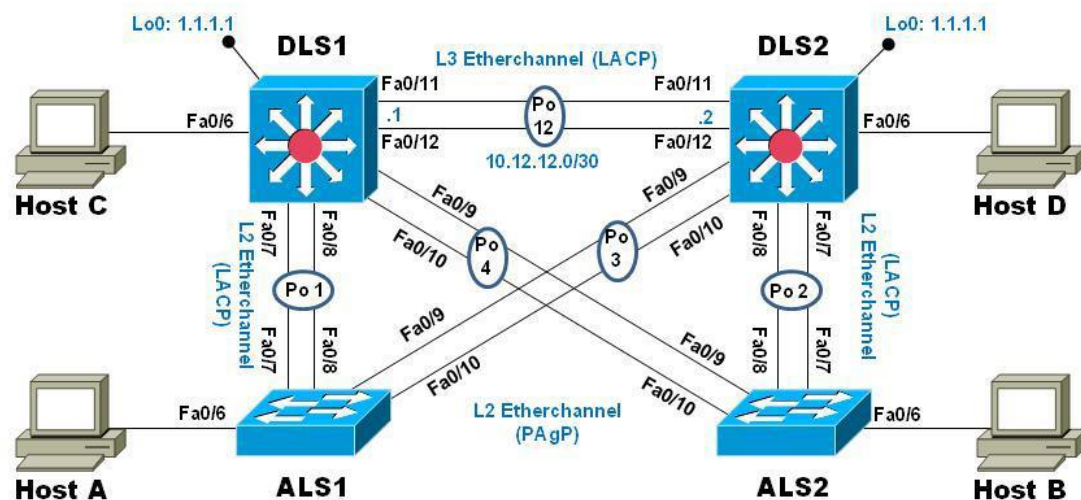 Lo0: 1.1.1.1
Lo0: 1.1.1.1
DLS1
DLS2
L3 Etherchannel (LACP)
Fa0/11
Fa0/11
Fa0/6
.1
Po
12
.2
Fa0/6
Fa0/12
Fa0/12
10.12.12.0/30
Host C
Host D
Fa0/9
Fa0/9
Fa0/7
Fa0/8
Fa0/10
Po
4
Po
3
Fa0/10
Fa0/8
Fa0/7
L2 Etherchannel
(LACP)
Po 1
Po 2
L2 Etherchannel
(LACP)
Fa0/7
Fa0/8
Fa0/9
Fa0/10
Fa0/9
Fa0/10
Fa0/8
Fa0/7
Fa0/6
L2 Etherchannel
(PAgP)
Fa0/6
Host A
ALS1
ALS2
Host B